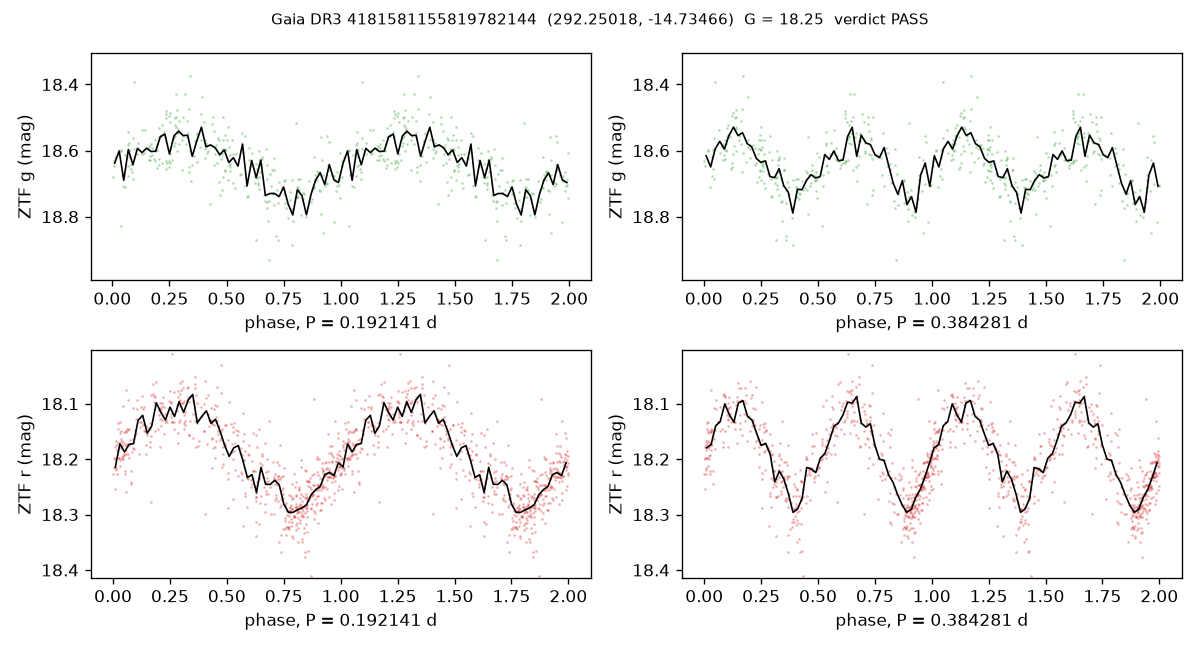 Gaia DR3 4181581155819782144  (292.25018, -14.73466)  G = 18.25  verdict PASS
ZTF g (mag)
18.4
18.6
18.8
0.00 0.25 0.50 0.75 1.00 1.25 1.50 1.75 2.00
phase, P = 0.192141 d
ZTF g (mag)
18.4
18.6
18.8
0.00 0.25 0.50 0.75 1.00 1.25 1.50 1.75 2.00
phase, P = 0.384281 d
ZTF r (mag)
18.1
18.2
18.3
18.4
0.00 0.25 0.50 0.75 1.00 1.25 1.50 1.75 2.00
phase, P = 0.192141 d
ZTF r (mag)
18.1
18.2
18.3
18.4
0.00 0.25 0.50 0.75 1.00 1.25 1.50 1.75 2.00
phase, P = 0.384281 d